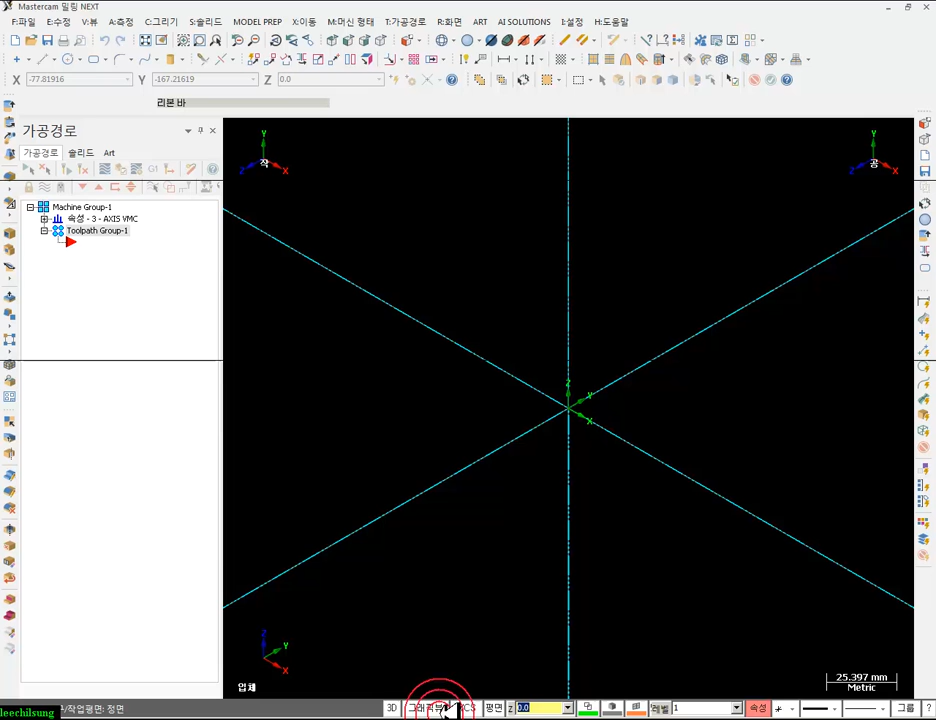 Mastercam 밀링 NEXT
F:파일 E:수정 V:뷰 A:측정 C:그리기 S:솔리드 MODEL PREP X:이동 M:머신 형태 T:가공경로 R:화면 ART AI SOLUTIONS I:설정 H:도움말
X -77.81916 Y -167.21619 Z 0.0
리본 바
가공경로
가공경로 솔리드 Art
G1
Machine Group-1
속성 - 3 - AXIS VMC
Toolpath Group-1
Y
작
Z X
Y
공
Z X
Z
Y
X
Z
Y
X
입체
25.397 mm
Metric
leechilsung
/작업평면: 정면
3D 평면 Z 0.0 레벨 1 속성 그룹 ?